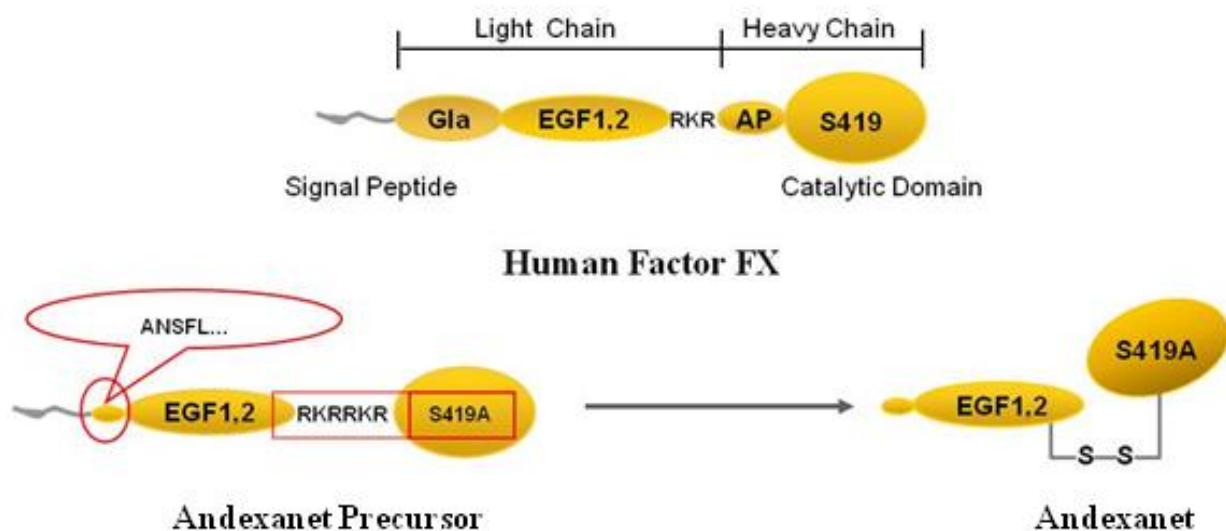 Light Chain
Heavy Chain
Gla
EGF1,2
RKR
AP
S419
Signal Peptide
Catalytic Domain
Human Factor FX
ANSFL...
EGF1,2
RKRRKR
S419A
S419A
EGF1,2
S S
Andexanet Precursor
Andexanet